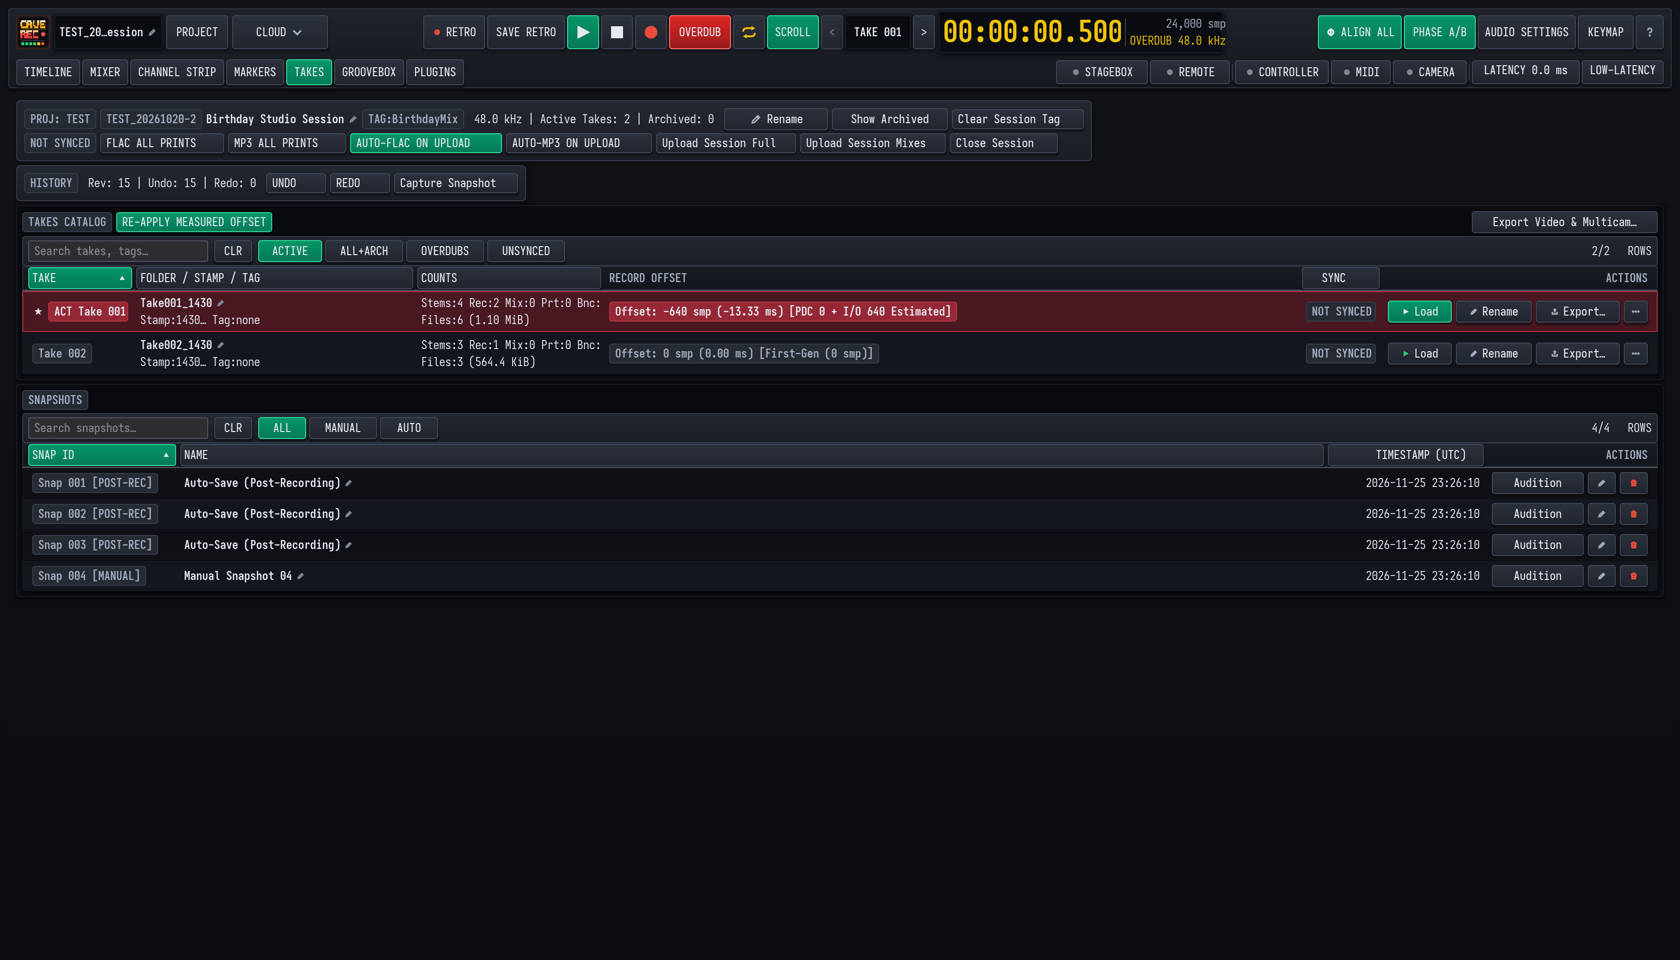 CAVE REC
TEST_20…ession PROJECT CLOUD RETRO SAVE RETRO OVERDUB SCROLL < TAKE 001 > 00:00:00.500 24,000 smp ALIGN ALL PHASE A/B AUDIO SETTINGS KEYMAP ?
OVERDUB 48.0 kHz
TIMELINE MIXER CHANNEL STRIP MARKERS TAKES GROOVEBOX PLUGINS STAGEBOX REMOTE CONTROLLER MIDI CAMERA LATENCY 0.0 ms LOW-LATENCY
PROJ: TEST TEST_20261020-2 Birthday Studio Session TAG:BirthdayMix 48.0 kHz | Active Takes: 2 | Archived: 0 Rename Show Archived Clear Session Tag
NOT SYNCED FLAC ALL PRINTS MP3 ALL PRINTS AUTO-FLAC ON UPLOAD AUTO-MP3 ON UPLOAD Upload Session Full Upload Session Mixes Close Session
HISTORY Rev: 15 | Undo: 15 | Redo: 0 UNDO REDO Capture Snapshot
TAKES CATALOG RE-APPLY MEASURED OFFSET Export Video & Multicam…
Search takes, tags… CLR ACTIVE ALL+ARCH OVERDUBS UNSYNCED 2/2 ROWS
TAKE ▲ FOLDER / STAMP / TAG COUNTS RECORD OFFSET SYNC ACTIONS
★ ACT Take 001 Take001_1430 Stems:4 Rec:2 Mix:0 Prt:0 Bnc: Offset: -640 smp (-13.33 ms) [PDC 0 + I/O 640 Estimated] NOT SYNCED Load Rename Export… …
Stamp:1430… Tag:none Files:6 (1.10 MiB)
Take 002 Take002_1430 Stems:3 Rec:1 Mix:0 Prt:0 Bnc: Offset: 0 smp (0.00 ms) [First-Gen (0 smp)] NOT SYNCED Load Rename Export… …
Stamp:1430… Tag:none Files:3 (564.4 KiB)
SNAPSHOTS
Search snapshots… CLR ALL MANUAL AUTO 4/4 ROWS
SNAP ID ▲ NAME TIMESTAMP (UTC) ACTIONS
Snap 001 [POST-REC] Auto-Save (Post-Recording) 2026-11-25 23:26:10 Audition
Snap 002 [POST-REC] Auto-Save (Post-Recording) 2026-11-25 23:26:10 Audition
Snap 003 [POST-REC] Auto-Save (Post-Recording) 2026-11-25 23:26:10 Audition
Snap 004 [MANUAL] Manual Snapshot 04 2026-11-25 23:26:10 Audition